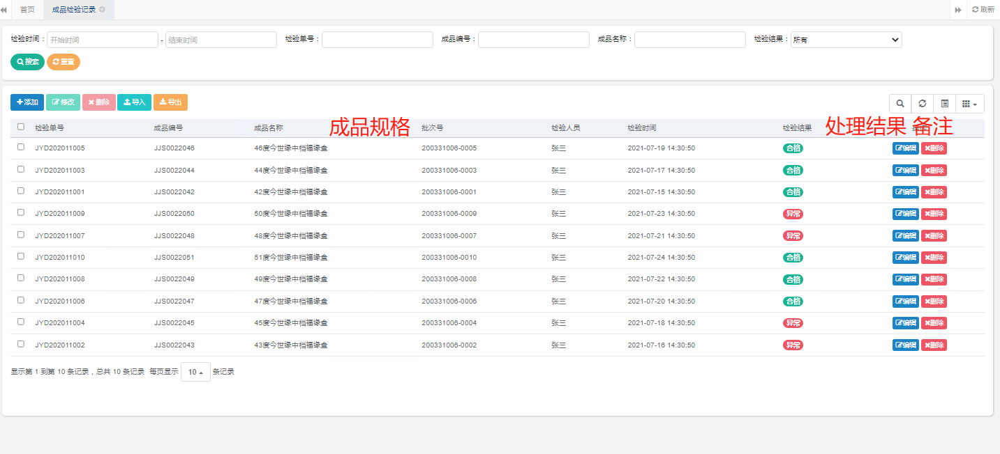 首页 成品检验记录 刷新
检验时间： 开始时间 - 结束时间 检验单号： 成品编号： 成品名称： 检验结果： 所有
搜索 重置
添加 修改 删除 导入 导出
检验单号 成品编号 成品名称 成品规格 批次号 检验人员 检验时间 检验结果 处理结果 备注
JYD202011005 JJS0022046 46度今世缘中档福缘盒 200331006-0005 张三 2021-07-19 14:30:50 合格 编辑 删除
JYD202011003 JJS0022044 44度今世缘中档福缘盒 200331006-0003 张三 2021-07-17 14:30:50 合格 编辑 删除
JYD202011001 JJS0022042 42度今世缘中档福缘盒 200331006-0001 张三 2021-07-15 14:30:50 合格 编辑 删除
JYD202011009 JJS0022050 50度今世缘中档福缘盒 200331006-0009 张三 2021-07-23 14:30:50 异常 编辑 删除
JYD202011007 JJS0022048 48度今世缘中档福缘盒 200331006-0007 张三 2021-07-21 14:30:50 异常 编辑 删除
JYD202011010 JJS0022051 51度今世缘中档福缘盒 200331006-0010 张三 2021-07-24 14:30:50 合格 编辑 删除
JYD202011008 JJS0022049 49度今世缘中档福缘盒 200331006-0008 张三 2021-07-22 14:30:50 合格 编辑 删除
JYD202011006 JJS0022047 47度今世缘中档福缘盒 200331006-0006 张三 2021-07-20 14:30:50 合格 编辑 删除
JYD202011004 JJS0022045 45度今世缘中档福缘盒 200331006-0004 张三 2021-07-18 14:30:50 异常 编辑 删除
JYD202011002 JJS0022043 43度今世缘中档福缘盒 200331006-0002 张三 2021-07-16 14:30:50 异常 编辑 删除
显示第 1 到第 10 条记录，总共 10 条记录 每页显示 10 条记录